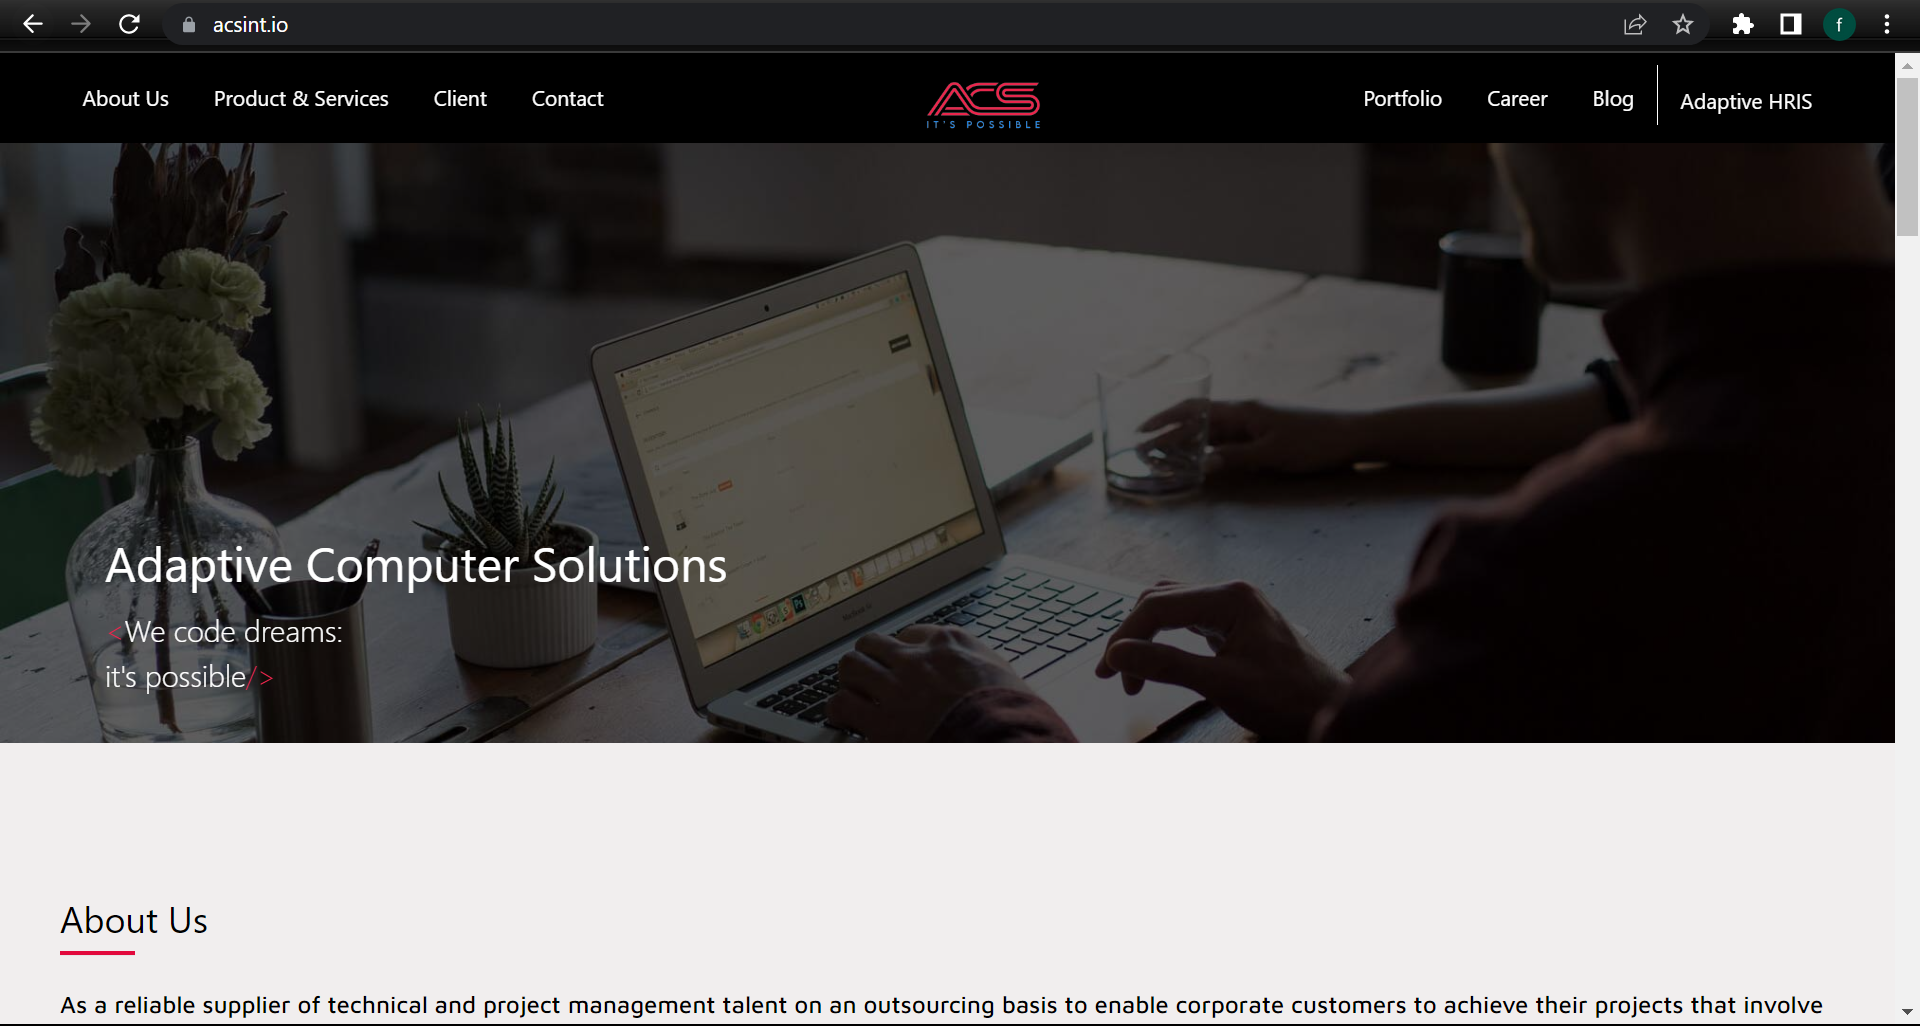 acsint.io
f
About Us
Product & Services
Client
Contact
ACS
IT'S POSSIBLE
Portfolio
Career
Blog
Adaptive HRIS
Adaptive Computer Solutions
<We code dreams:
it's possible/>
About Us
As a reliable supplier of technical and project management talent on an outsourcing basis to enable corporate customers to achieve their projects that involve